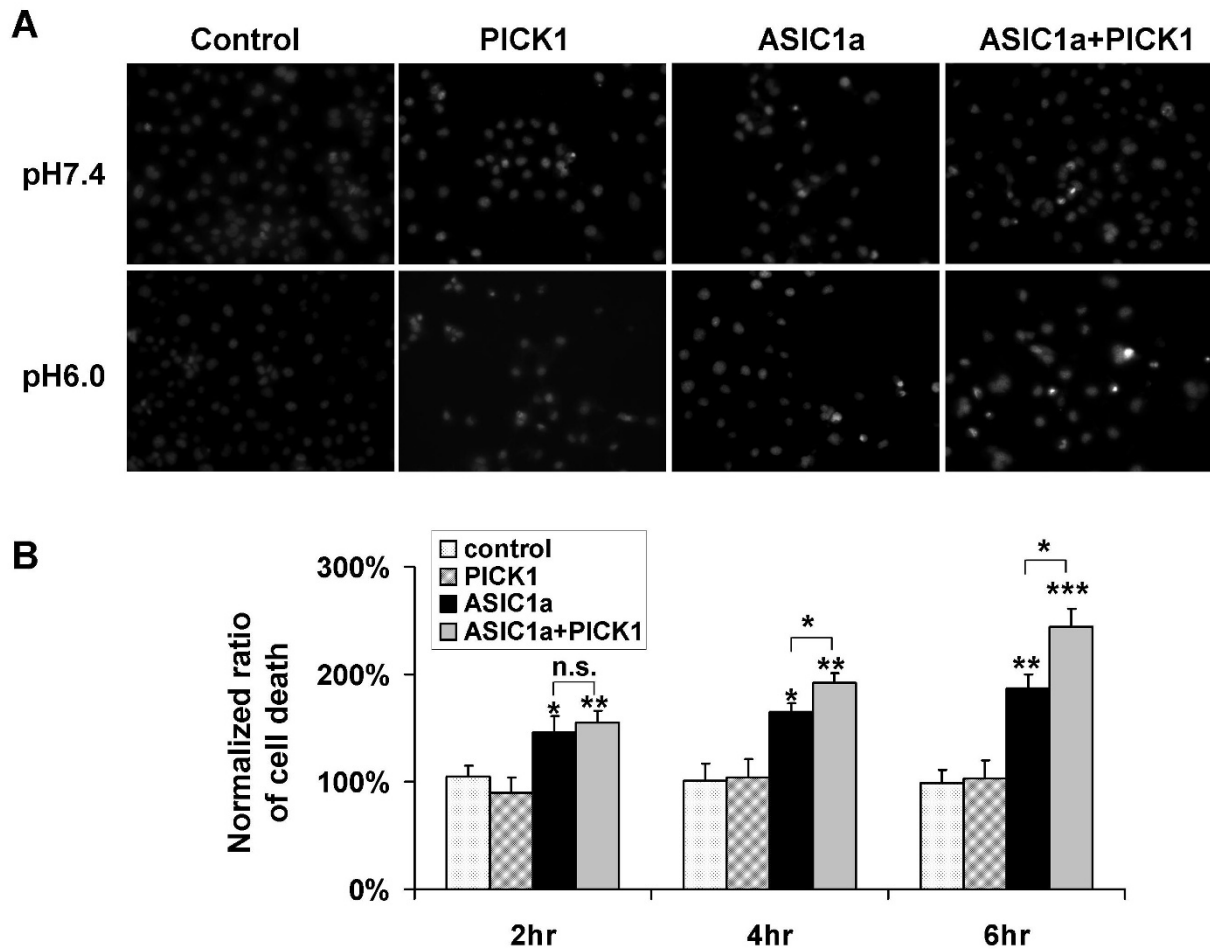 A
Control PICK1 ASIC1a ASIC1a+PICK1
pH7.4
pH6.0
B
Normalized ratio
of cell death
300%
200%
100%
0%
control
PICK1
ASIC1a
ASIC1a+PICK1
n.s.
* **
*
* **
*
** ***
2hr 4hr 6hr